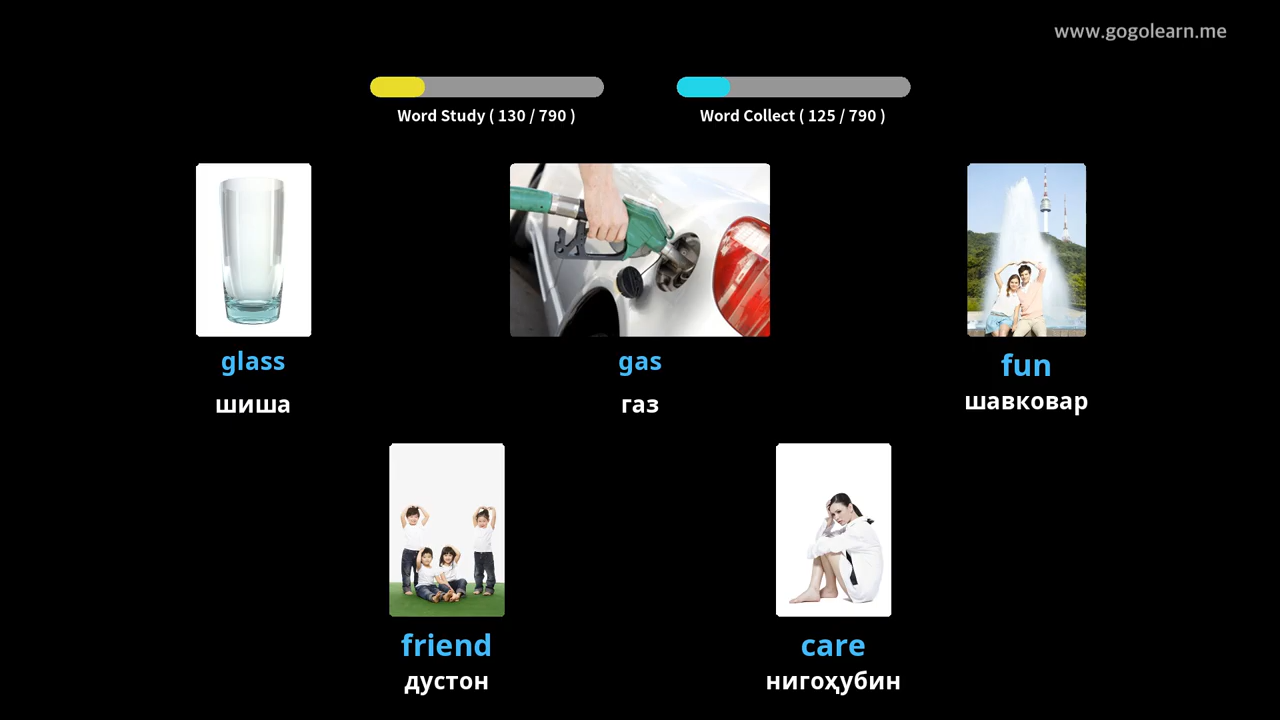 www.gogolearn.me
Word Study ( 130 / 790 )
Word Collect ( 125 / 790 )
glass
шиша
gas
газ
fun
шавковар
friend
дустон
care
нигоҳубин